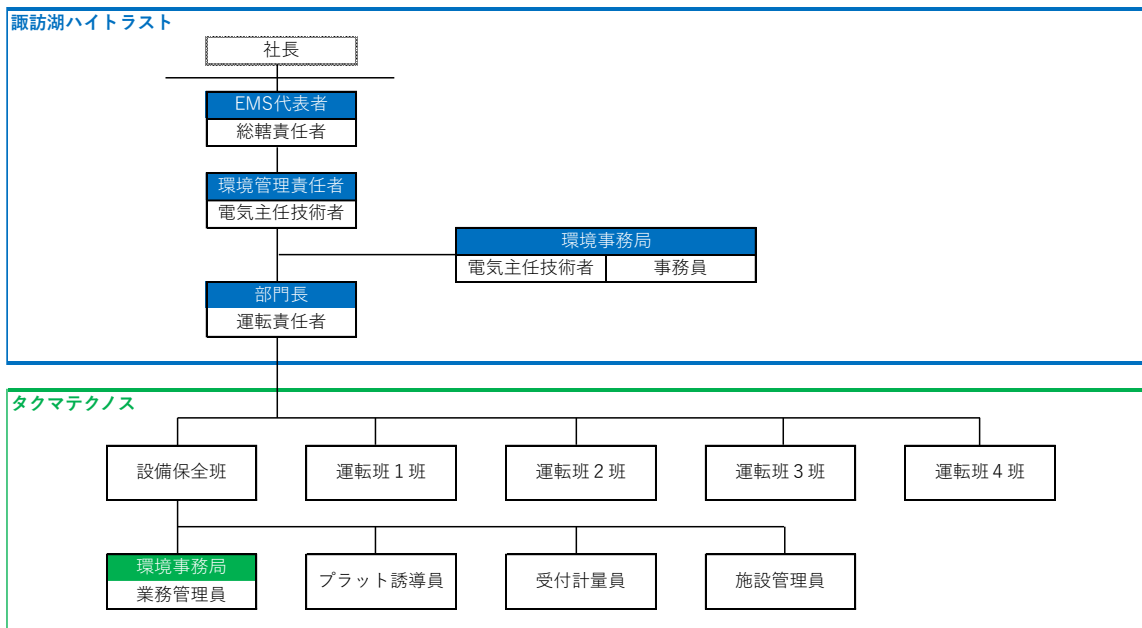 諏訪湖ハイトラスト
社長
EMS代表者
総轄責任者
環境管理責任者
電気主任技術者
環境事務局
電気主任技術者 事務員
部門長
運転責任者
タクマテクノス
設備保全班 運転班１班 運転班２班 運転班３班 運転班４班
環境事務局
業務管理員 プラット誘導員 受付計量員 施設管理員